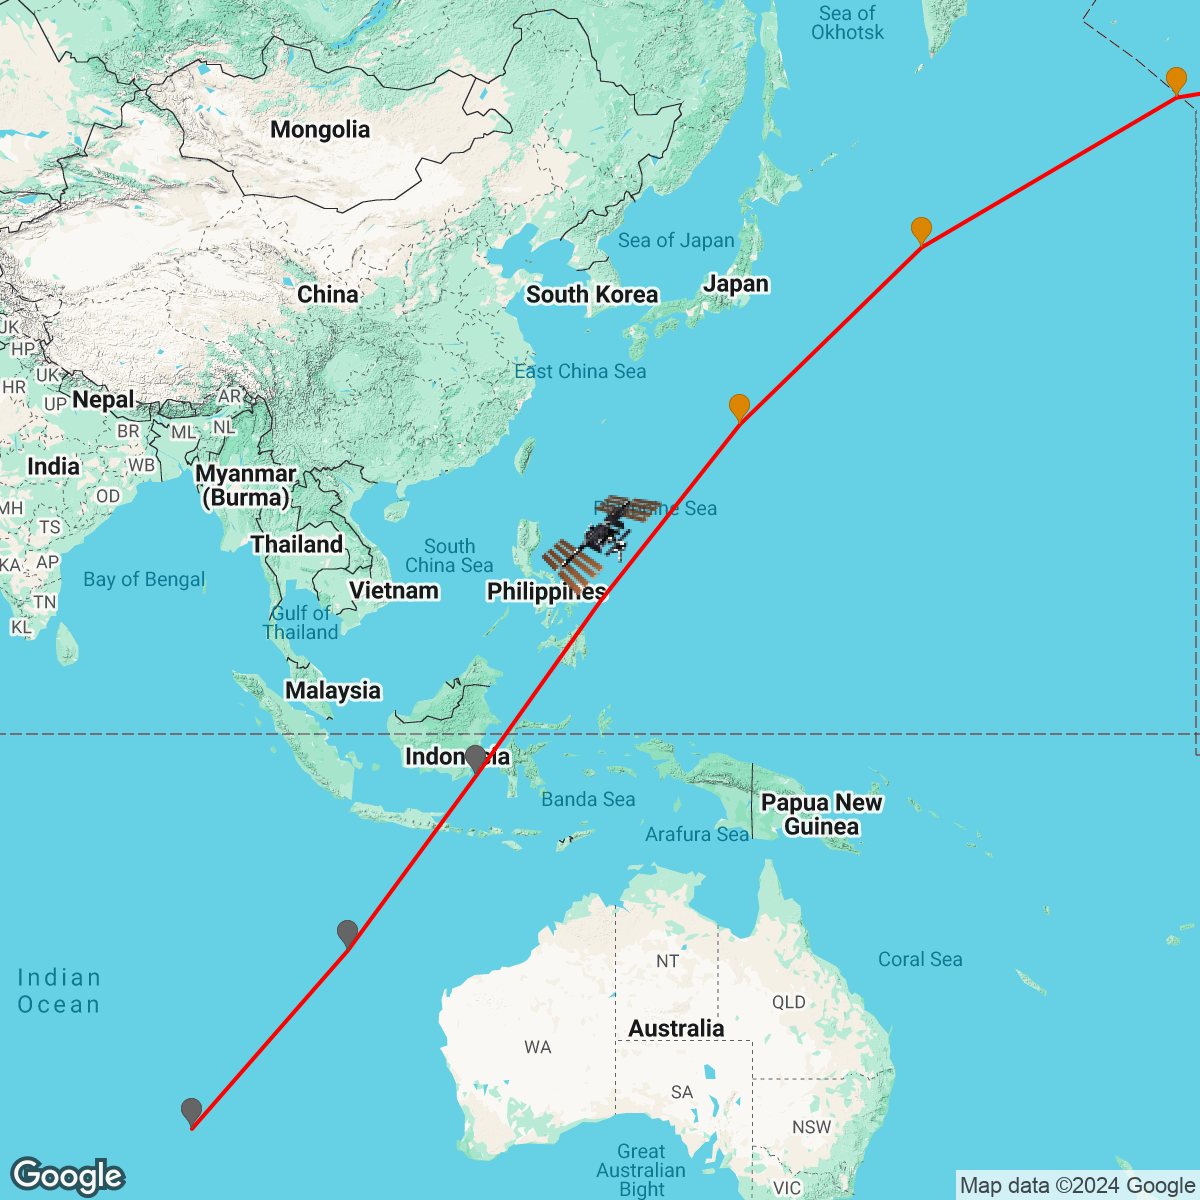 Sea of
Okhotsk
Mongolia
Sea of Japan
Japan
South Korea
China
UK
HP
East China Sea
UK
HR
UP
Nepal
AR
BR
ML
NL
India
WB
Myanmar
(Burma)
OD
MH
Philippine Sea
TS
Thailand
South
China Sea
KA
AP
Bay of Bengal
Vietnam
Philippines
TN
Gulf of
Thailand
KL
Malaysia
Indonesia
Banda Sea
Papua New
Guinea
Arafura Sea
Indian
Ocean
NT
Coral Sea
QLD
Australia
WA
SA
NSW
Great
Australian
Bight
VIC
Google
Map data ©2024 Google